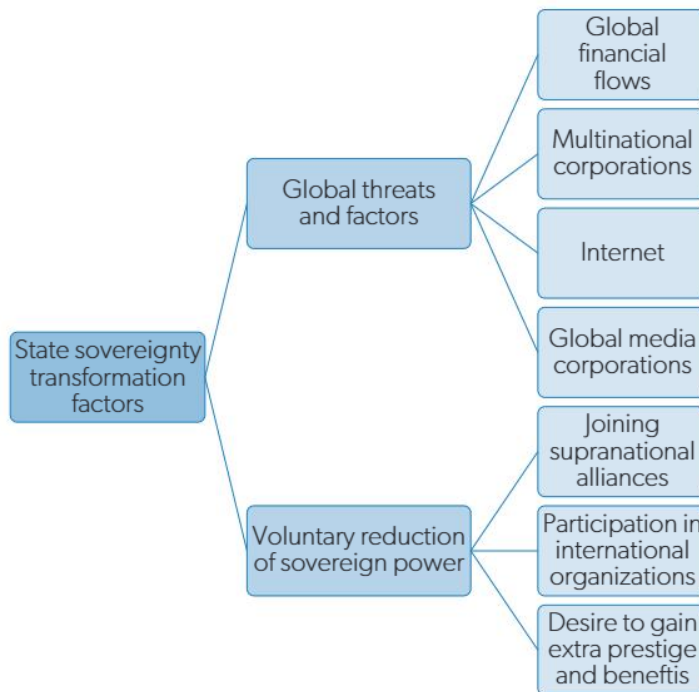 State sovereignty
transformation
factors
Global threats
and factors
Global
financial
flows
Multinational
corporations
Internet
Global media
corporations
Voluntary reduction
of sovereign power
Joining
supranational
alliances
Participation in
international
organizations
Desire to gain
extra prestige
and beneftis